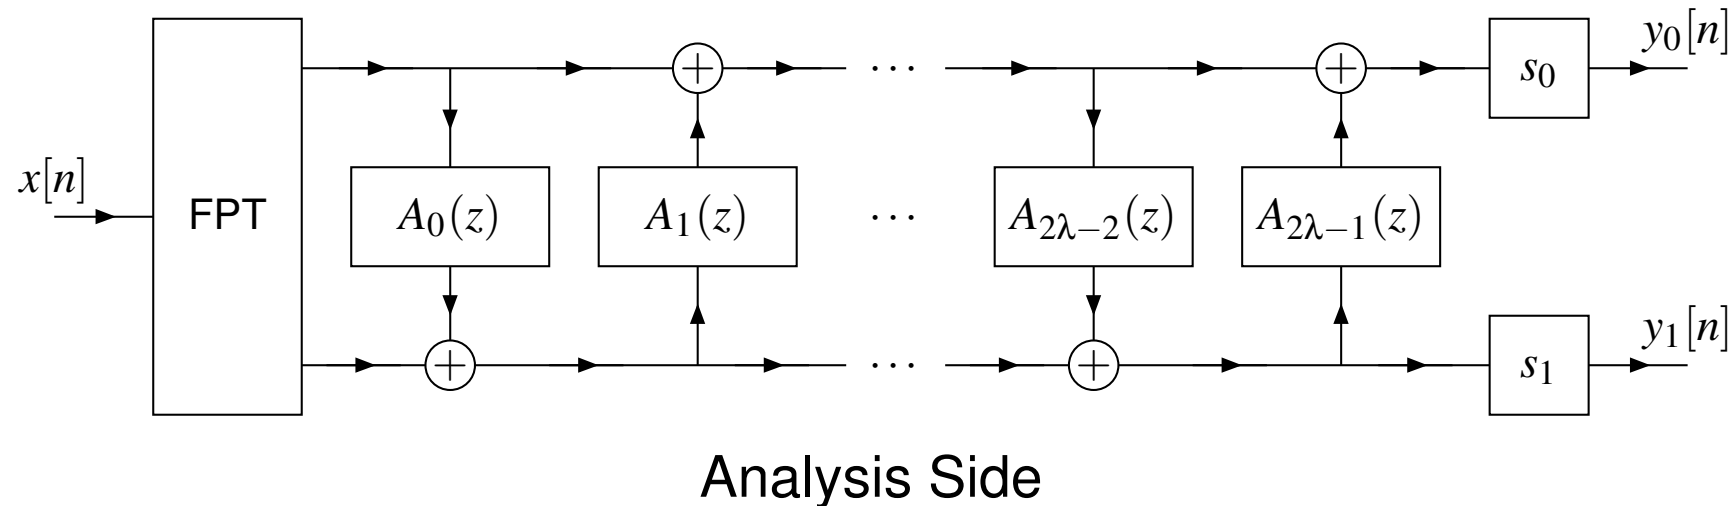 y₀[n]
s₀
x[n]
FPT
A₀(z) A₁(z) ⋯ A₂λ₋₂(z) A₂λ₋₁(z)
y₁[n]
s₁
Analysis Side